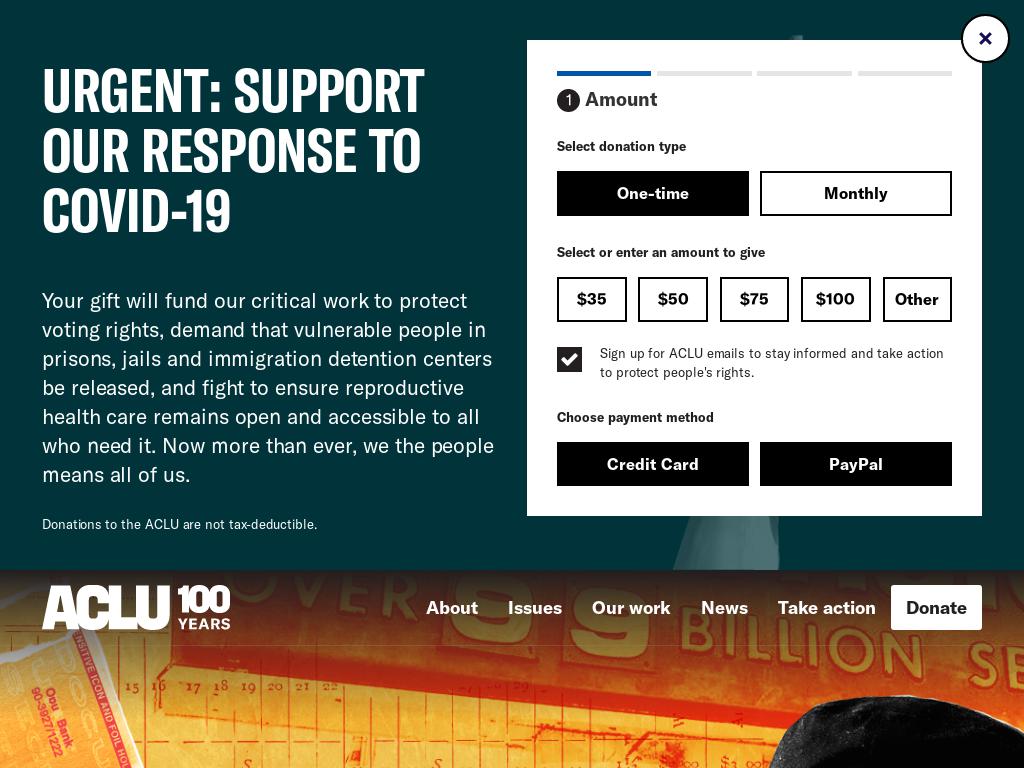 URGENT: SUPPORT
OUR RESPONSE TO
COVID-19
Your gift will fund our critical work to protect
voting rights, demand that vulnerable people in
prisons, jails and immigration detention centers
be released, and fight to ensure reproductive
health care remains open and accessible to all
who need it. Now more than ever, we the people
means all of us.
Donations to the ACLU are not tax-deductible.
1 Amount
Select donation type
One-time Monthly
Select or enter an amount to give
$35 $50 $75 $100 Other
Sign up for ACLU emails to stay informed and take action
to protect people's rights.
Choose payment method
Credit Card PayPal
ACLU 100 YEARS
About Issues Our work News Take action Donate
OVER 99 BILLION SE
15 16 17 18 19 20 21 22
Bank
90-3927/1222